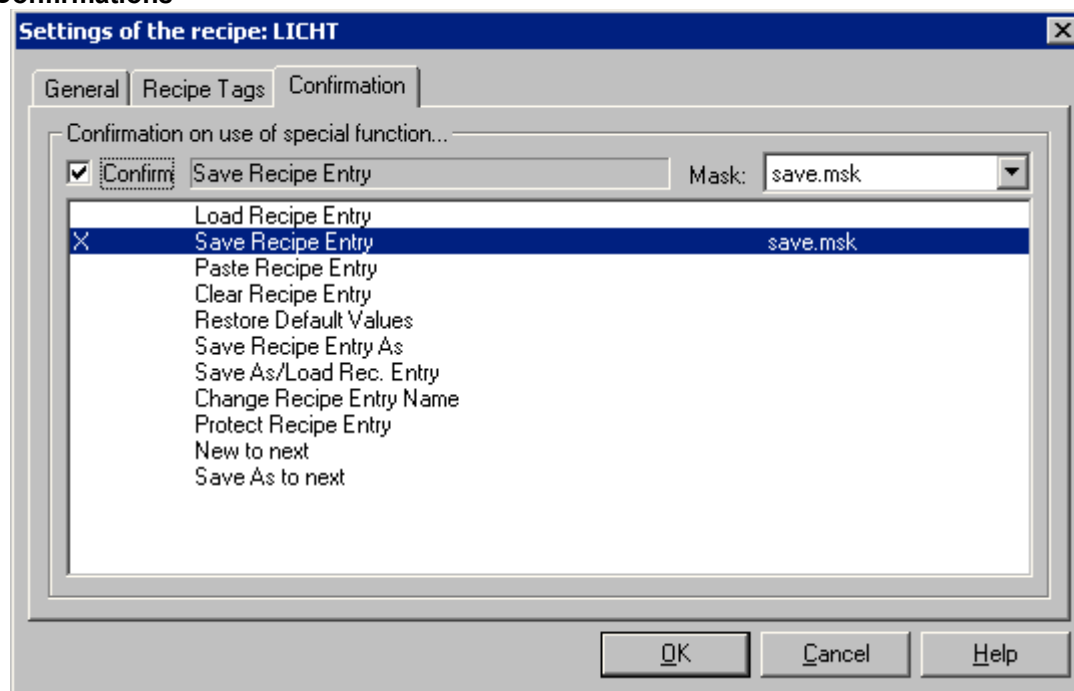 Confirmations
Settings of the recipe: LICHT
General Recipe Tags Confirmation
Confirmation on use of special function...
Confirm Save Recipe Entry Mask: save.msk
Load Recipe Entry
X Save Recipe Entry save.msk
Paste Recipe Entry
Clear Recipe Entry
Restore Default Values
Save Recipe Entry As
Save As/Load Rec. Entry
Change Recipe Entry Name
Protect Recipe Entry
New to next
Save As to next
OK Cancel Help